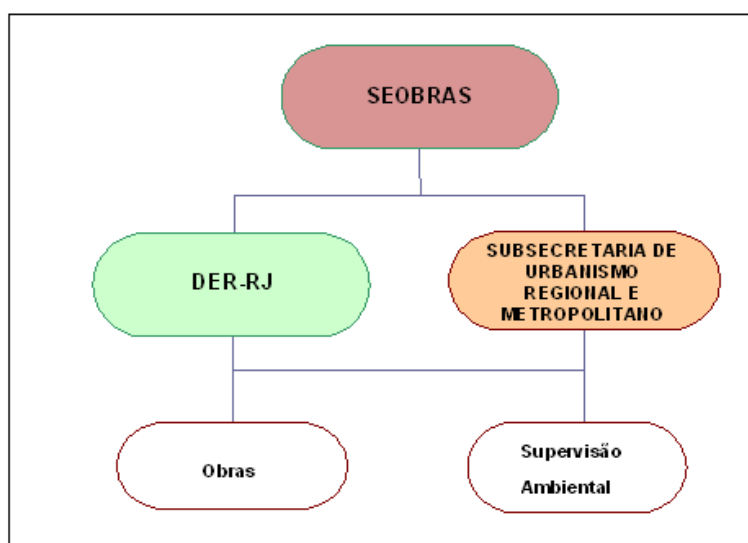 SEOBRAS
DER-RJ
SUBSECRETARIA DE
URBANISMO
REGIONAL E
METROPOLITANO
Obras
Supervisão
Ambiental